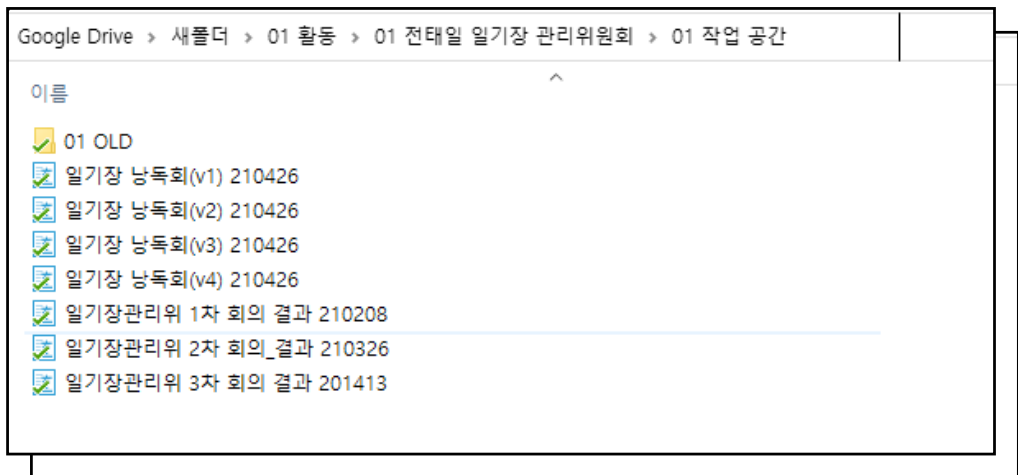 Google Drive > 새폴더 > 01 활동 > 01 전태일 일기장 관리위원회 > 01 작업 공간
이름
01 OLD
일기장 낭독회(v1) 210426
일기장 낭독회(v2) 210426
일기장 낭독회(v3) 210426
일기장 낭독회(v4) 210426
일기장관리위 1차 회의 결과 210208
일기장관리위 2차 회의_결과 210326
일기장관리위 3차 회의 결과 201413